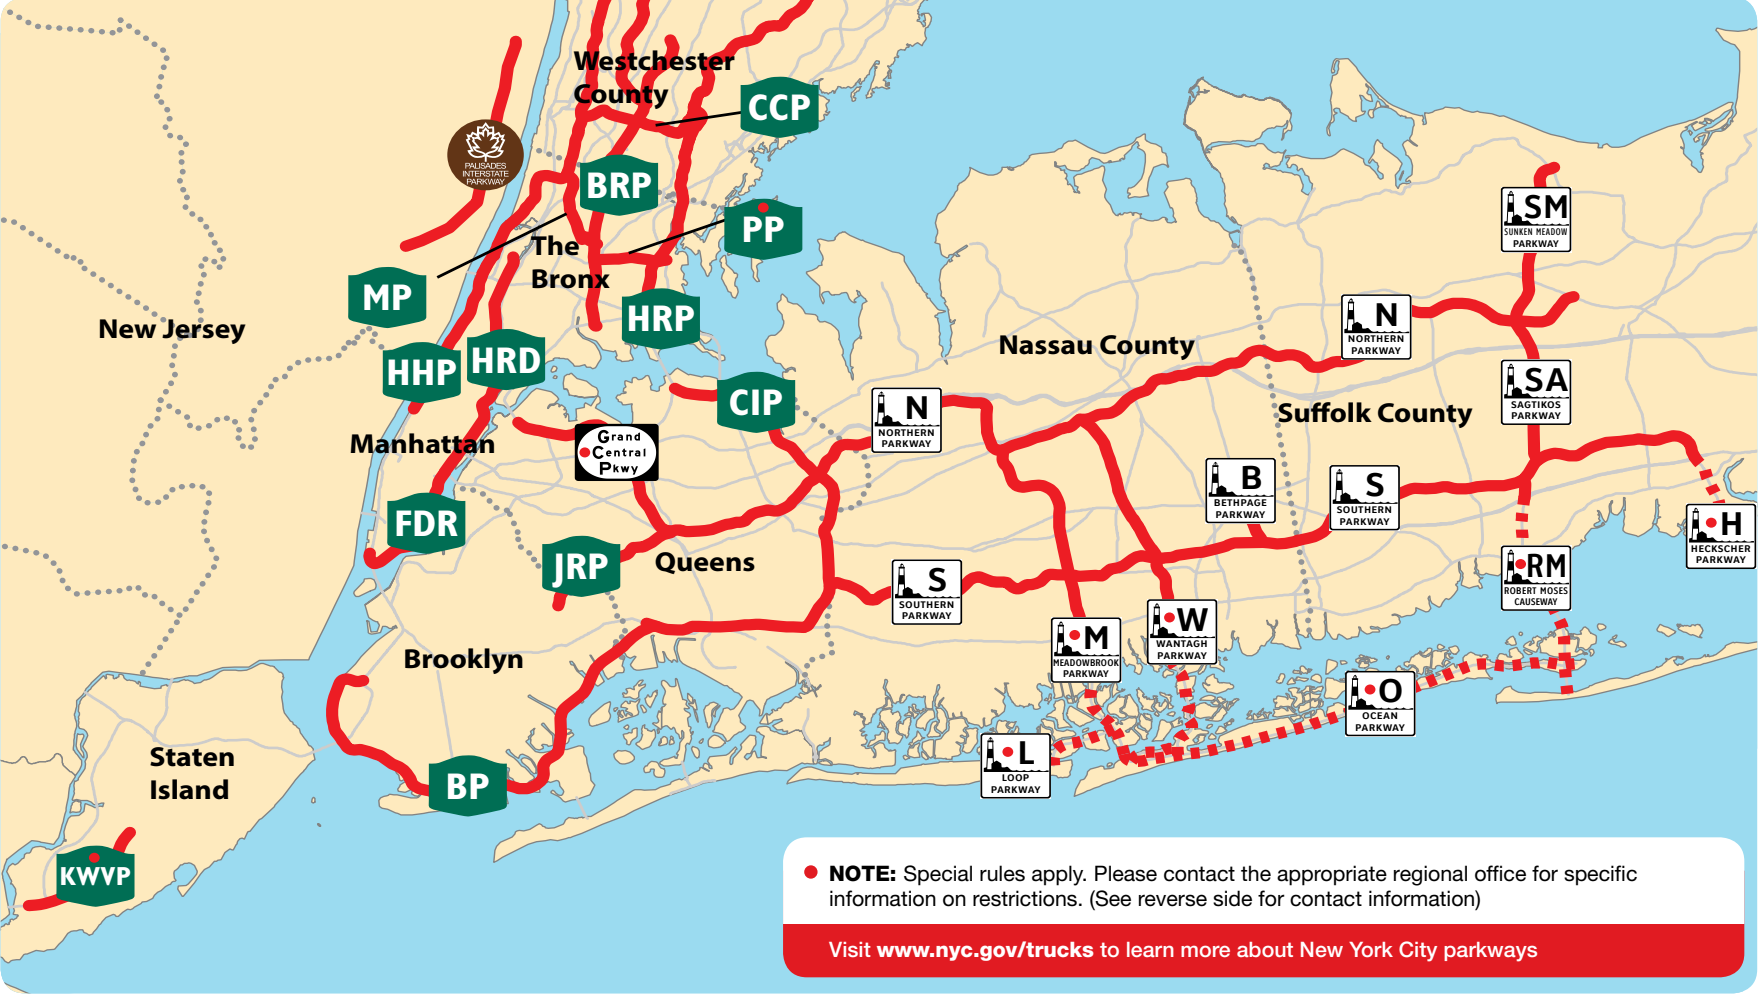 Westchester
County
CCP
PALISADES
INTERSTATE
PARKWAY
BRP
PP
The
Bronx
MP
HRP
New Jersey
HHP
HRD
CIP
Manhattan
Grand
Central
Pkwy
FDR
JRP
Queens
Brooklyn
BP
Staten
Island
KWVP
Nassau County
Suffolk County
N
NORTHERN
PARKWAY
N
NORTHERN
PARKWAY
SM
SUNKEN MEADOW
PARKWAY
SA
SAGTIKOS
PARKWAY
B
BETHPAGE
PARKWAY
S
SOUTHERN
PARKWAY
S
SOUTHERN
PARKWAY
H
HECKSCHER
PARKWAY
RM
ROBERT MOSES
CAUSEWAY
M
MEADOWBROOK
PARKWAY
W
WANTAGH
PARKWAY
O
OCEAN
PARKWAY
L
LOOP
PARKWAY
NOTE: Special rules apply. Please contact the appropriate regional office for specific
information on restrictions. (See reverse side for contact information)
Visit www.nyc.gov/trucks to learn more about New York City parkways